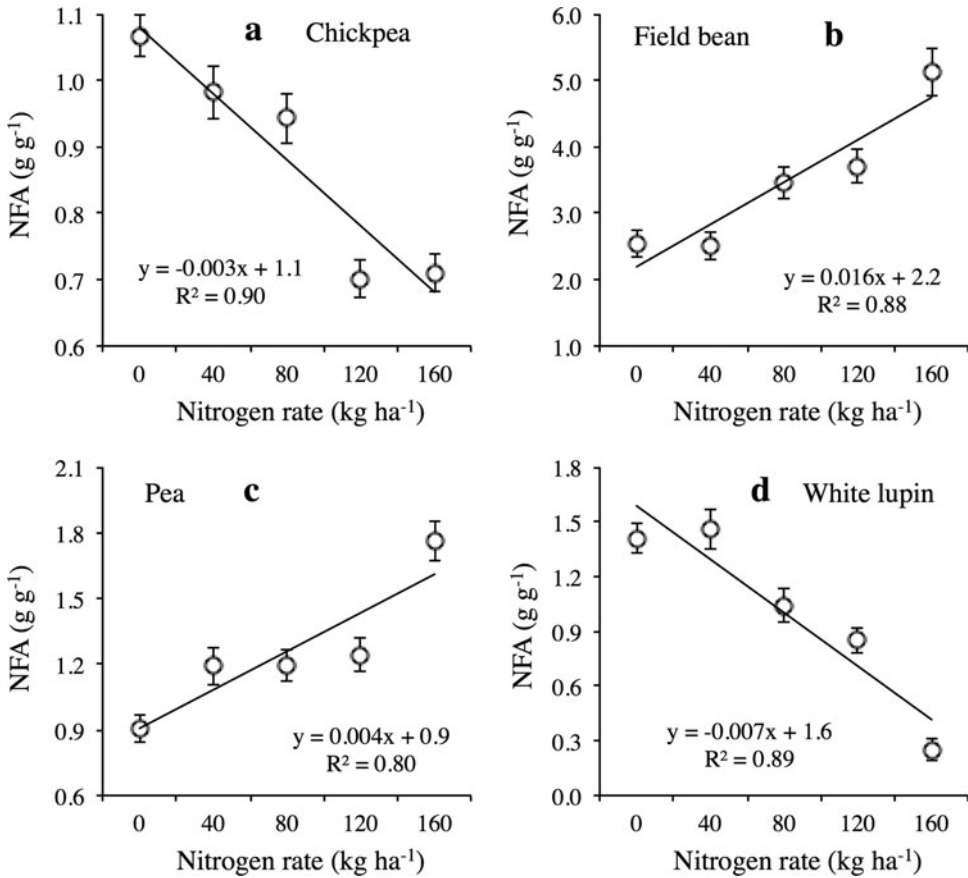 a Chickpea
NFA (g g⁻¹)
1.1
1.0
0.9
0.8
0.7
0.6
y = -0.003x + 1.1
R² = 0.90
0 40 80 120 160
Nitrogen rate (kg ha⁻¹)
Field bean b
NFA (g g⁻¹)
6.0
5.0
4.0
3.0
2.0
1.0
y = 0.016x + 2.2
R² = 0.88
0 40 80 120 160
Nitrogen rate (kg ha⁻¹)
Pea c
NFA (g g⁻¹)
2.1
1.8
1.5
1.2
0.9
0.6
y = 0.004x + 0.9
R² = 0.80
0 40 80 120 160
Nitrogen rate (kg ha⁻¹)
d White lupin
NFA (g g⁻¹)
1.8
1.5
1.2
0.9
0.6
0.3
0.0
y = -0.007x + 1.6
R² = 0.89
0 40 80 120 160
Nitrogen rate (kg ha⁻¹)